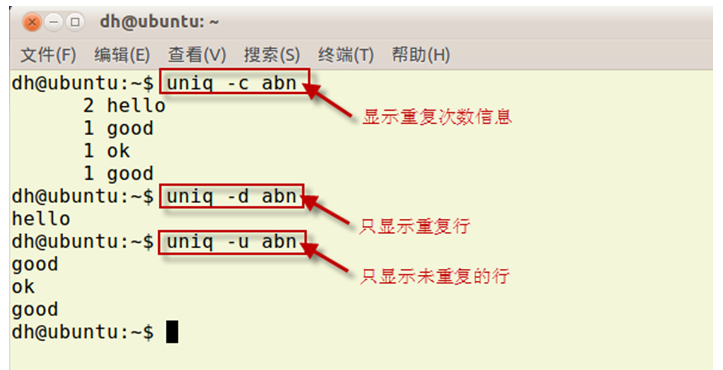 dh@ubuntu: ~
文件(F) 编辑(E) 查看(V) 搜索(S) 终端(T) 帮助(H)
dh@ubuntu:~$ uniq -c abn
2 hello
显示重复次数信息
1 good
1 ok
1 good
dh@ubuntu:~$ uniq -d abn
hello
只显示重复行
dh@ubuntu:~$ uniq -u abn
good
只显示未重复的行
ok
good
dh@ubuntu:~$